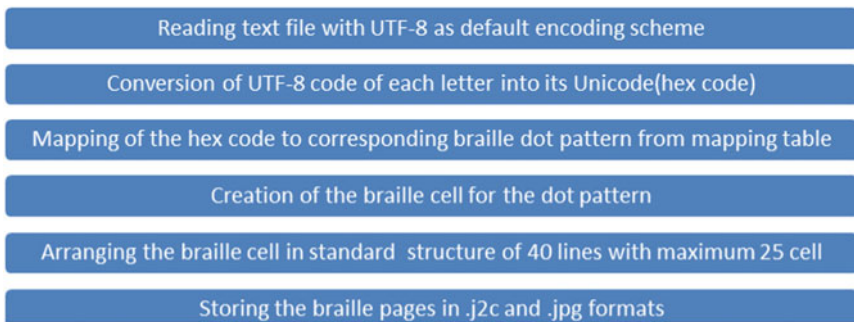 Reading text file with UTF-8 as default encoding scheme
Conversion of UTF-8 code of each letter into its Unicode(hex code)
Mapping of the hex code to corresponding braille dot pattern from mapping table
Creation of the braille cell for the dot pattern
Arranging the braille cell in standard structure of 40 lines with maximum 25 cell
Storing the braille pages in .j2c and .jpg formats